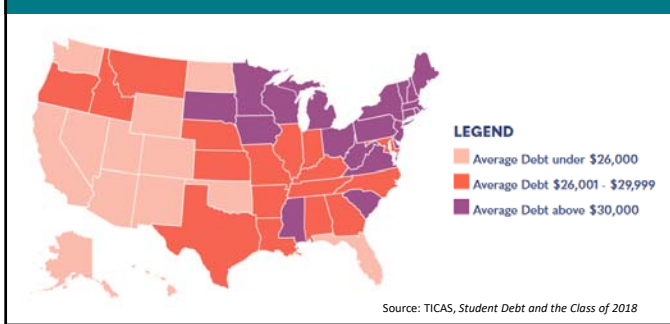 LEGEND
Average Debt under $26,000
Average Debt $26,001 - $29,999
Average Debt above $30,000
Source: TICAS, Student Debt and the Class of 2018